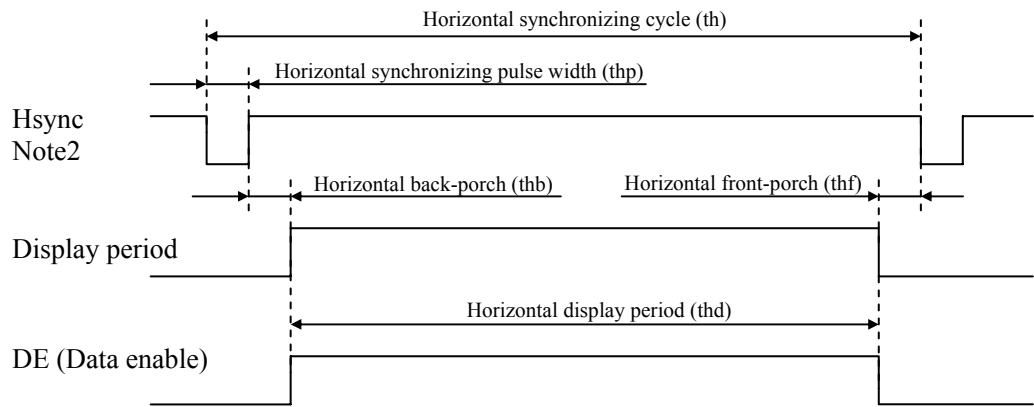 Horizontal synchronizing cycle (th)
Horizontal synchronizing pulse width (thp)
Hsync
Note2
Horizontal back-porch (thb)
Horizontal front-porch (thf)
Display period
Horizontal display period (thd)
DE (Data enable)